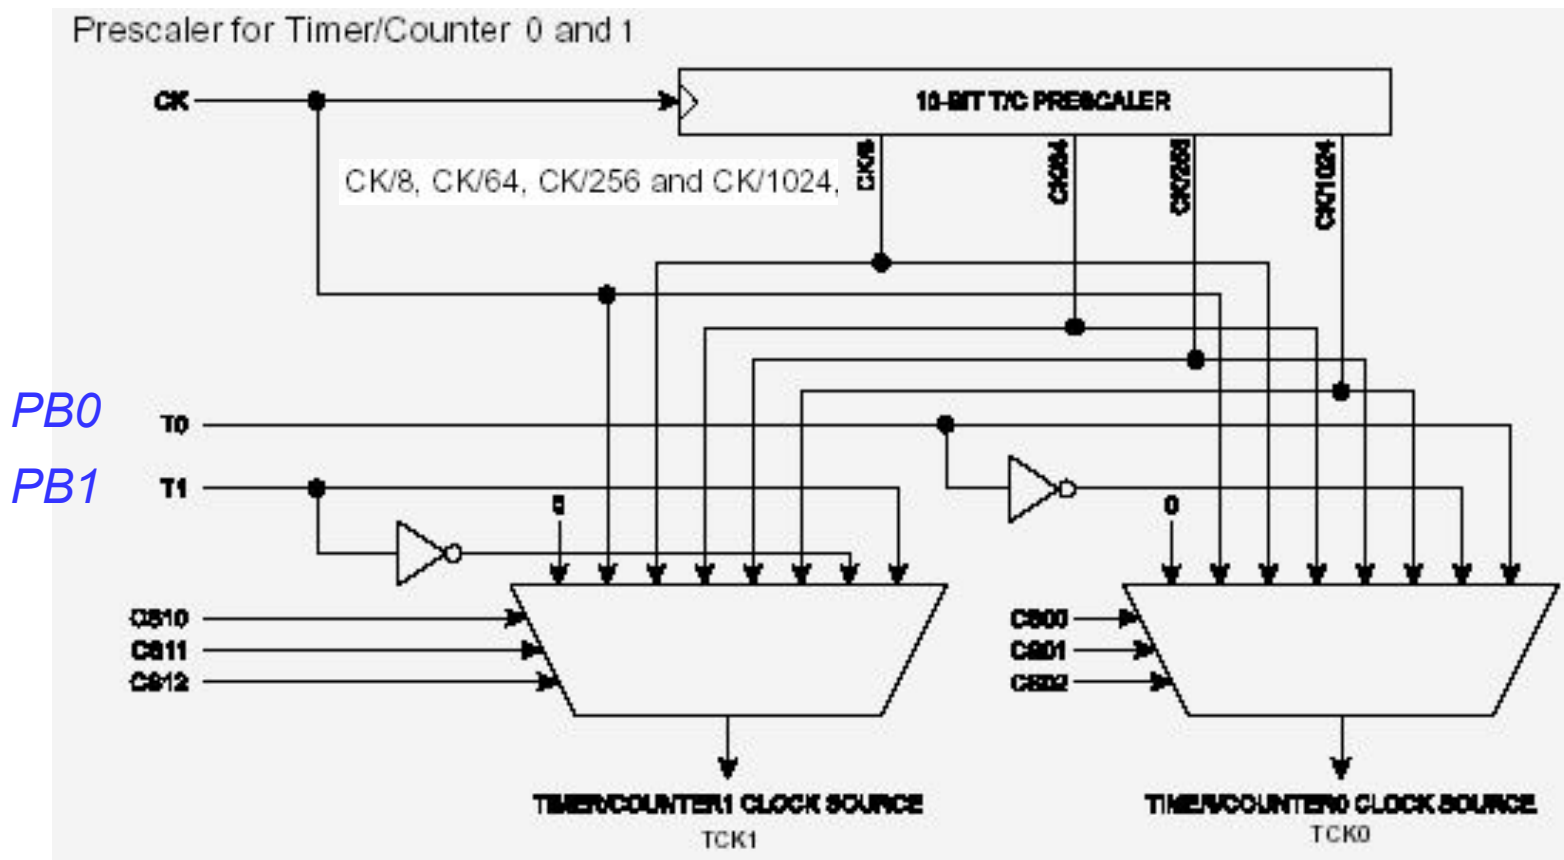 Prescaler for Timer/Counter 0 and 1
CK
10-BIT T/C PRESCALER
CK/8
CK/64
CK/256
CK/1024
CK/8, CK/64, CK/256 and CK/1024,
PB0
T0
PB1
T1
0
0
CS10
CS11
CS12
CS00
CS01
CS02
TIMER/COUNTER1 CLOCK SOURCE
TCK1
TIMER/COUNTER0 CLOCK SOURCE
TCK0